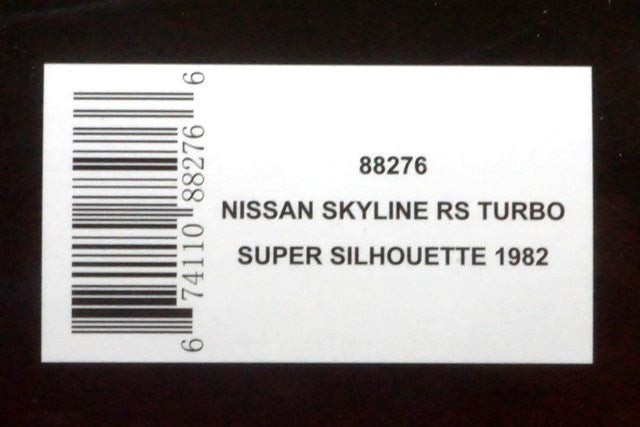 6 74110 88276 6
88276
NISSAN SKYLINE RS TURBO
SUPER SILHOUETTE 1982